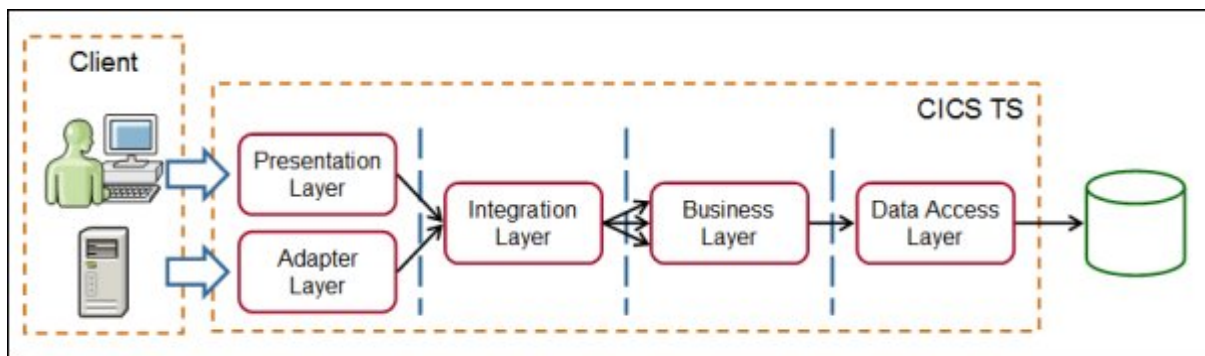 Client
CICS TS
Presentation
Layer
Adapter
Layer
Integration
Layer
Business
Layer
Data Access
Layer